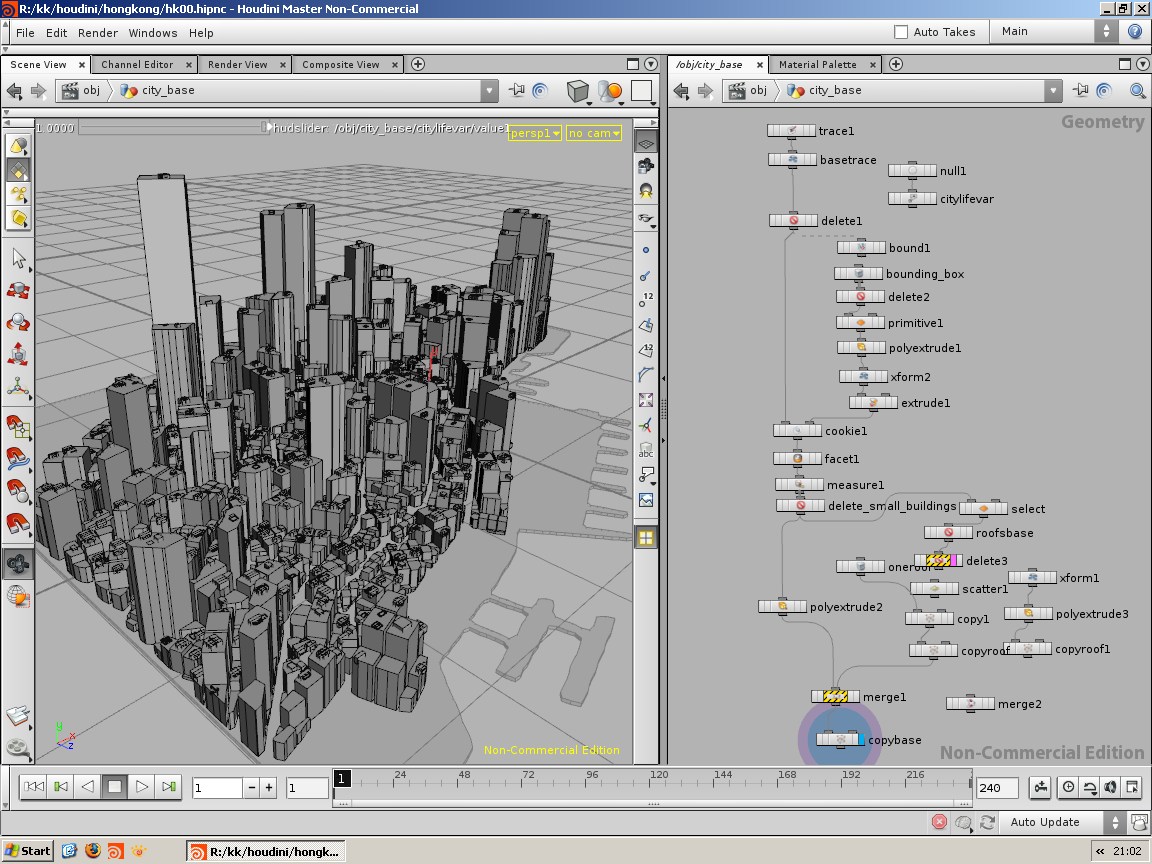 R:/kk/houdini/hongkong/hk00.hipnc - Houdini Master Non-Commercial
File Edit Render Windows Help
Auto Takes
Main
Scene View
Channel Editor
Render View
Composite View
/obj/city_base
Material Palette
obj
city_base
obj
city_base
1.0000
hudslider: /obj/city_base/citylifevar/value1
persp1
no cam
Geometry
trace1
basetrace
null1
citylifevar
delete1
bound1
bounding_box
delete2
primitive1
polyextrude1
xform2
extrude1
cookie1
facet1
measure1
delete_small_buildings
select
roofsbase
delete3
oneroof
xform1
scatter1
polyextrude2
copy1
polyextrude3
copyroof
copyroof1
merge1
merge2
copybase
12
12
abc
y
x
z
Non-Commercial Edition
Non-Commercial Edition
1
1
1
24
48
72
96
120
144
168
192
216
240
Auto Update
Start
R:/kk/houdini/hongk...
«
21:02